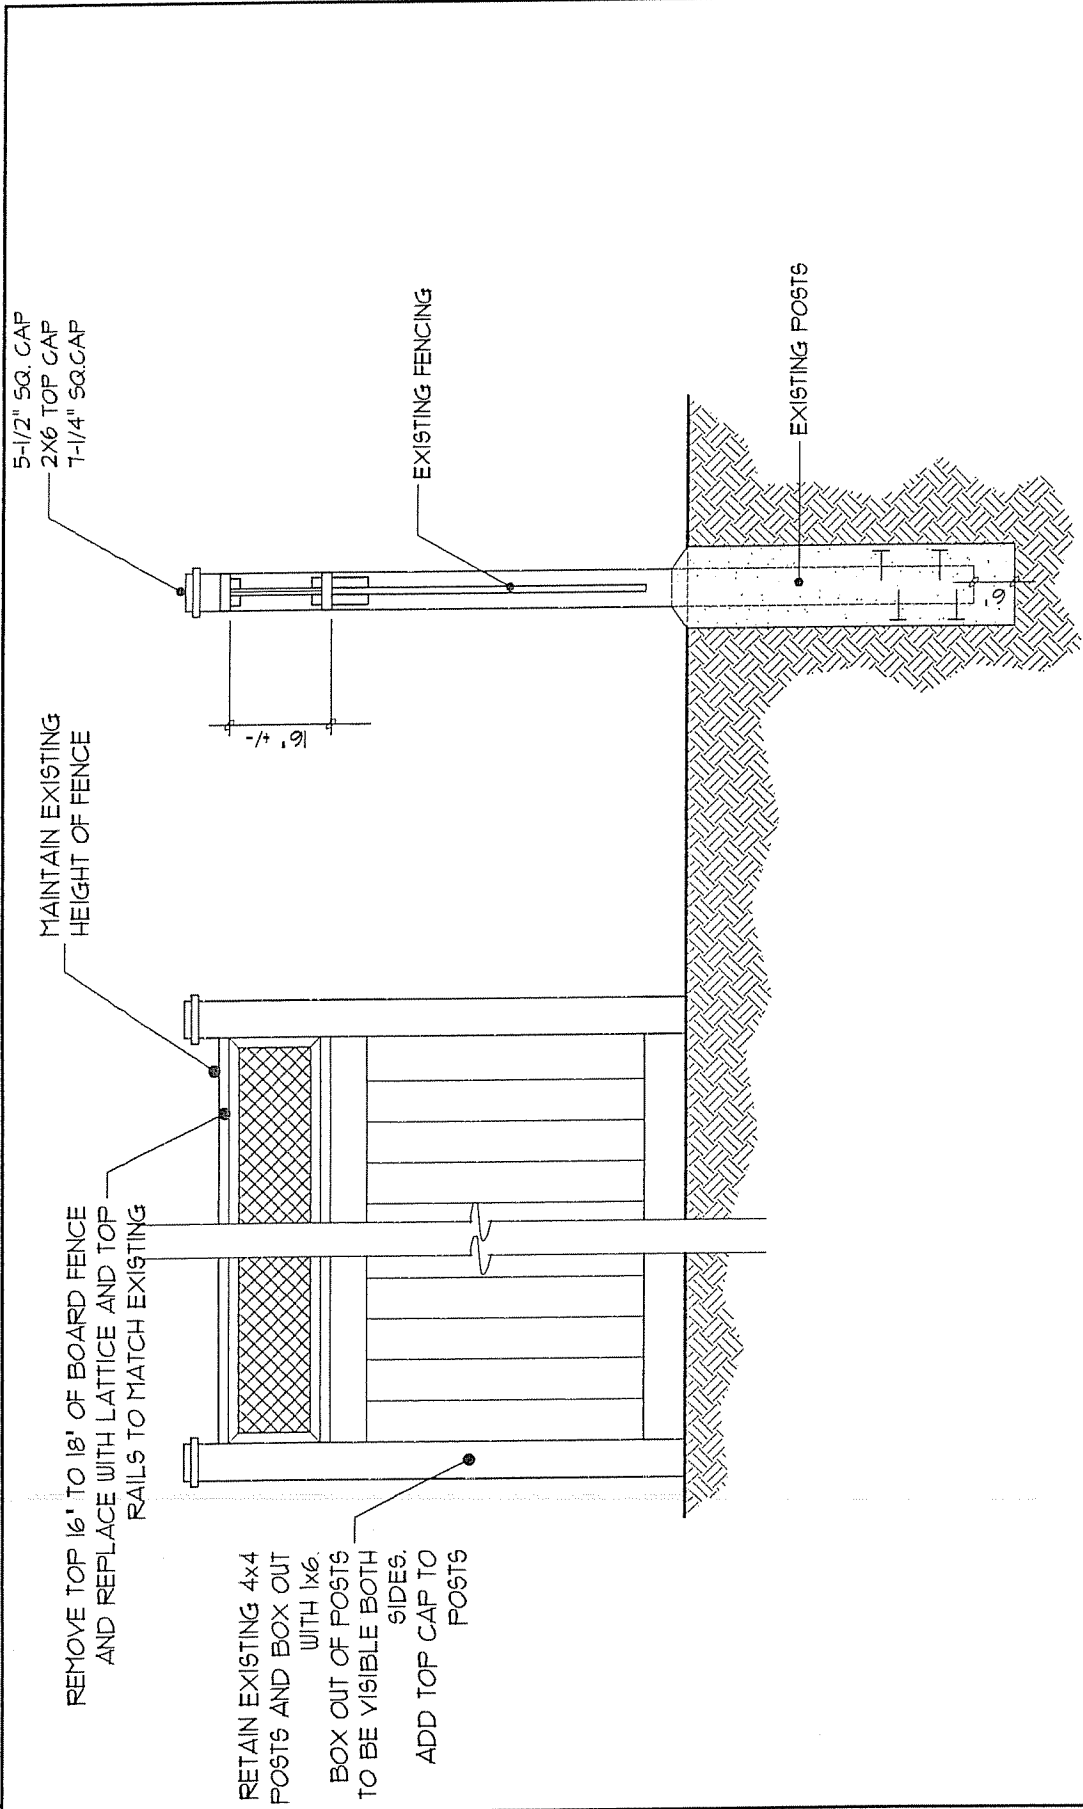 REMOVE TOP 16" TO 18" OF BOARD FENCE
AND REPLACE WITH LATTICE AND TOP
RAILS TO MATCH EXISTING
MAINTAIN EXISTING
HEIGHT OF FENCE
5-1/2" SQ. CAP
2X6 TOP CAP
7-1/4" SQ.CAP
RETAIN EXISTING 4x4
POSTS AND BOX OUT
WITH 1x6.
BOX OUT OF POSTS
TO BE VISIBLE BOTH
SIDES.
ADD TOP CAP TO
POSTS
16" +/-
EXISTING FENCING
EXISTING POSTS
6"